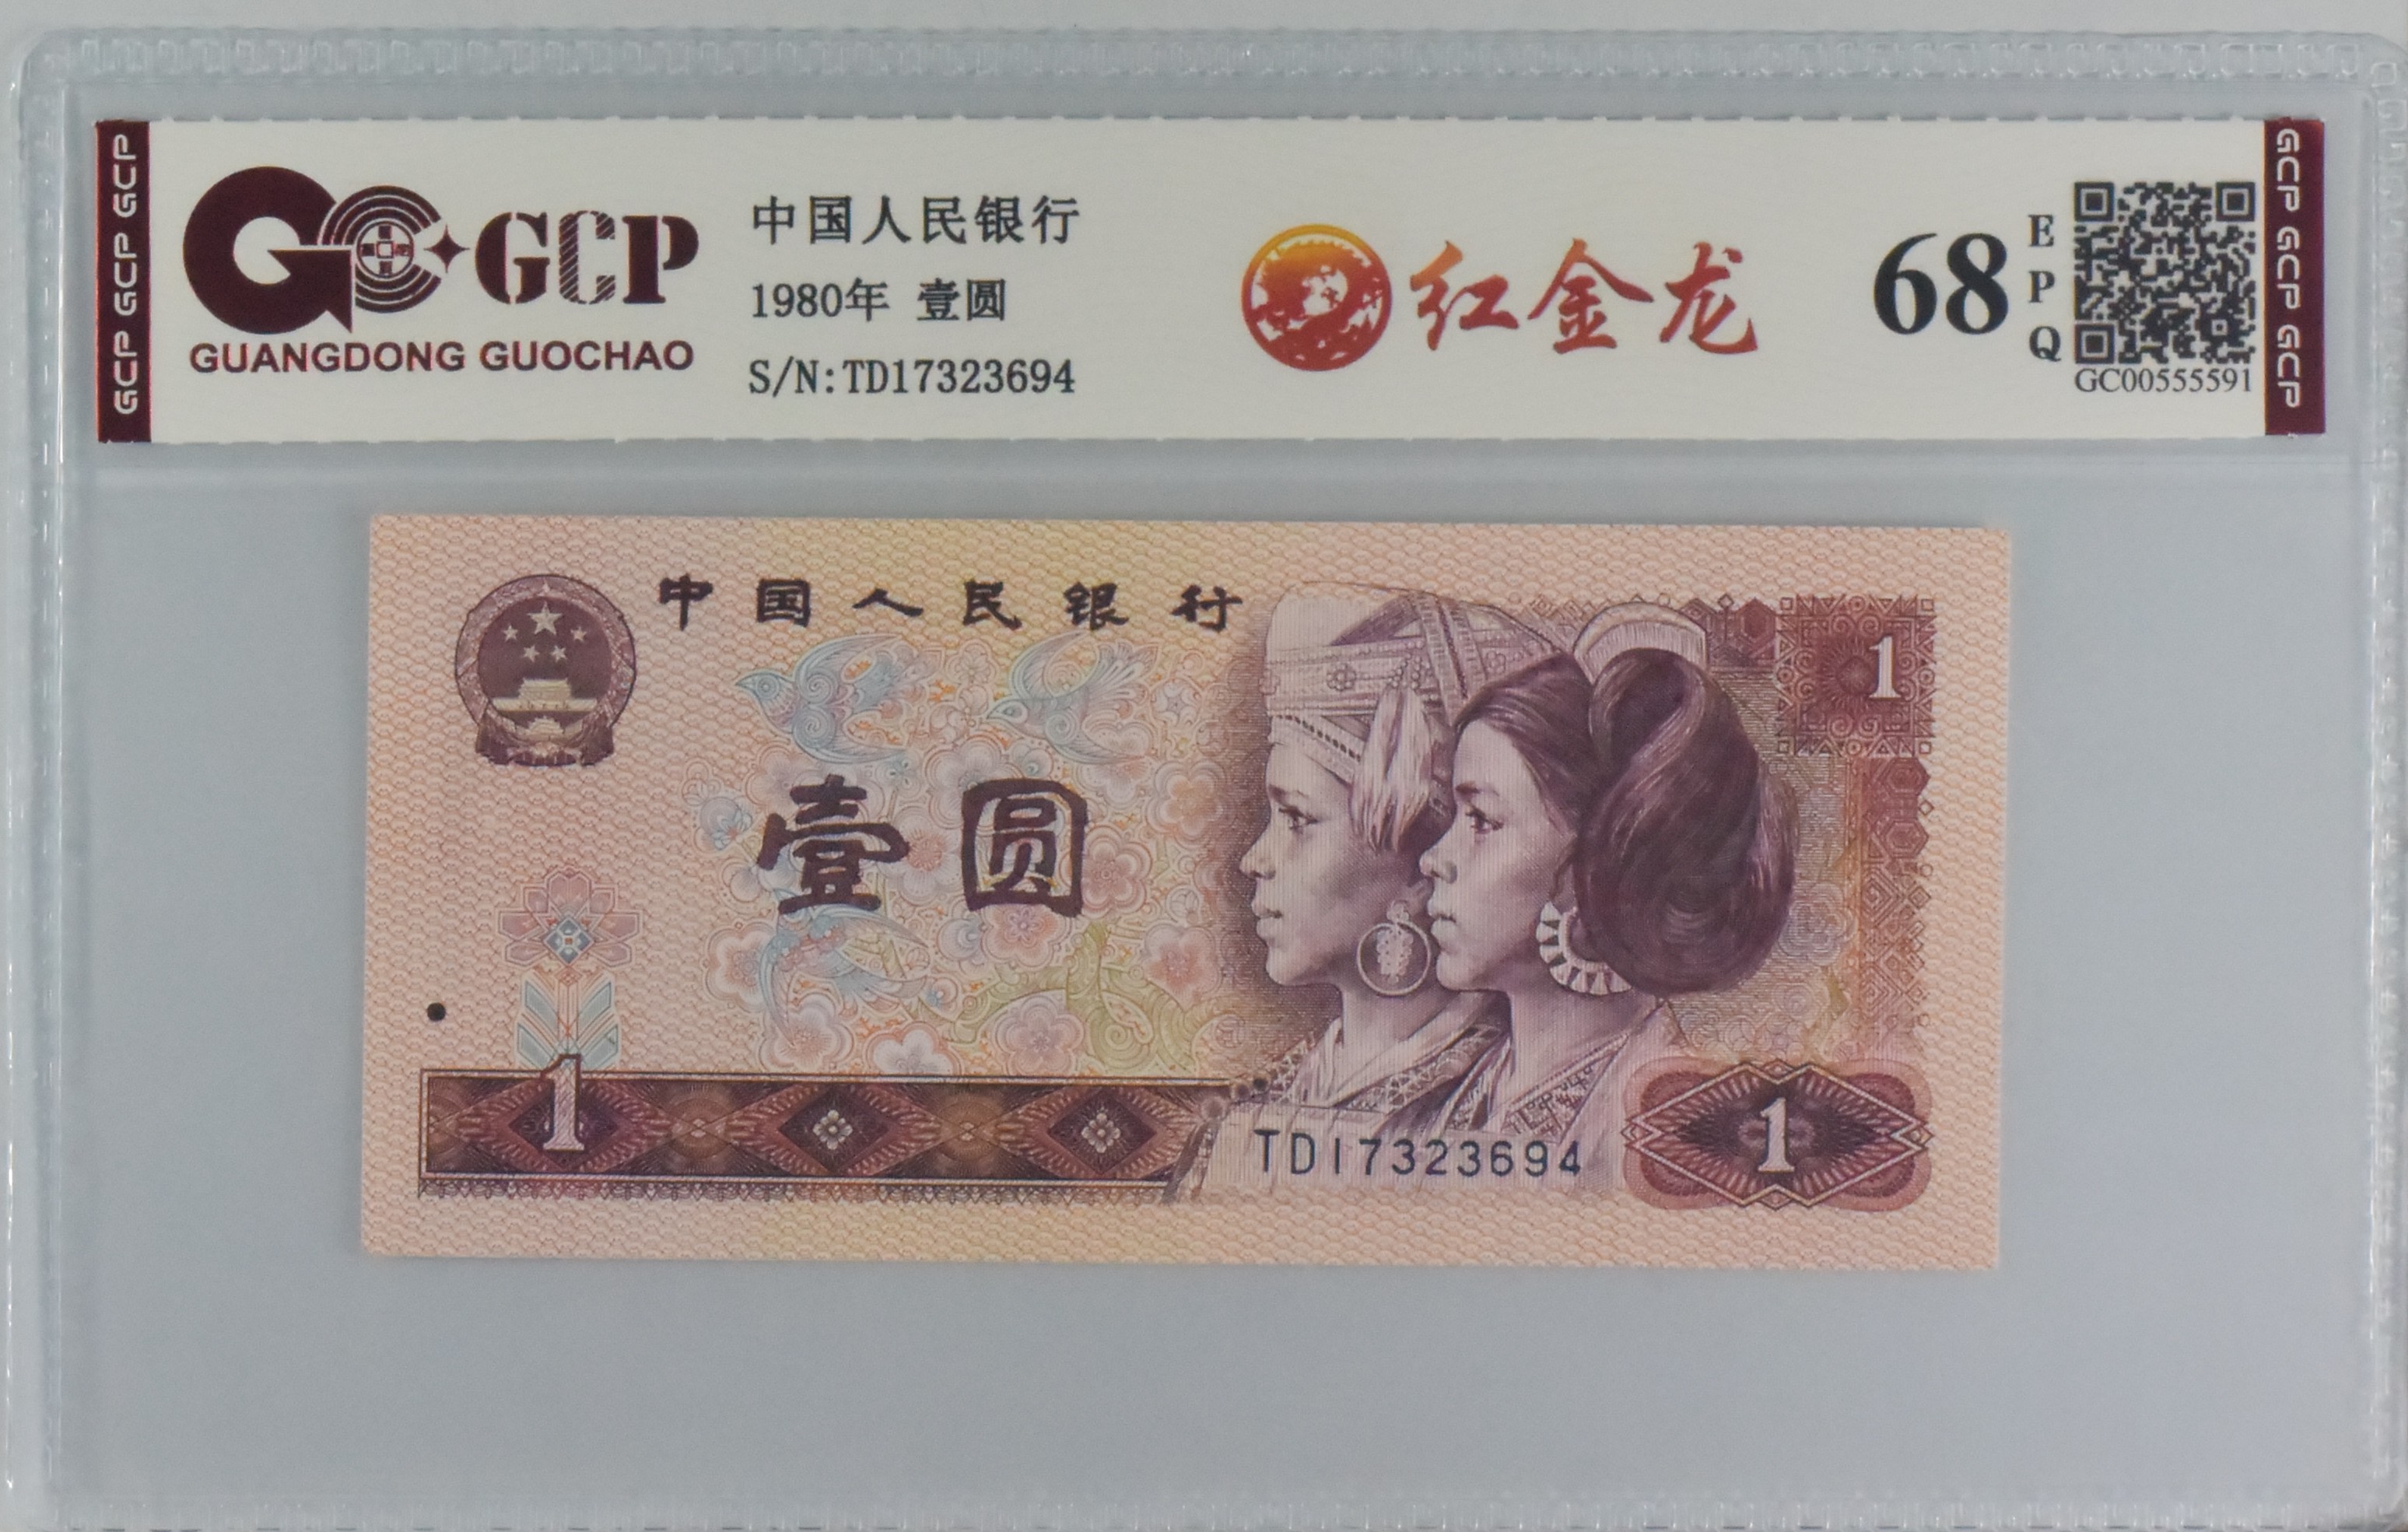 GCP GCP GCP
GCP
GUANGDONG GUOCHAO
中国人民银行
1980年 壹圆
S/N:TD17323694
红金龙
68
E
P
Q
GC00555591
GCP GCP GCP
中国人民银行
1
壹圆
1
TD17323694
1